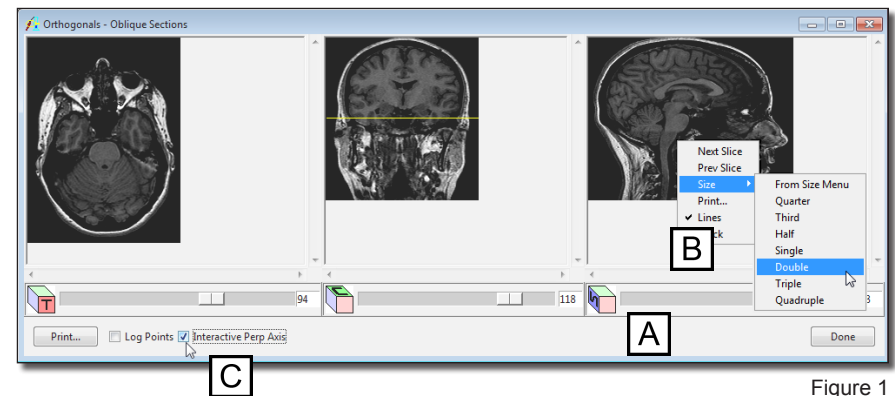 Orthogonals - Oblique Sections
Next Slice
Prev Slice
Size
Print...
Lines
B
From Size Menu
Quarter
Third
Half
Single
Double
Triple
Quadruple
T
94
118
Print...
Log Points
Interactive Perp Axis
A
Done
C
Figure 1